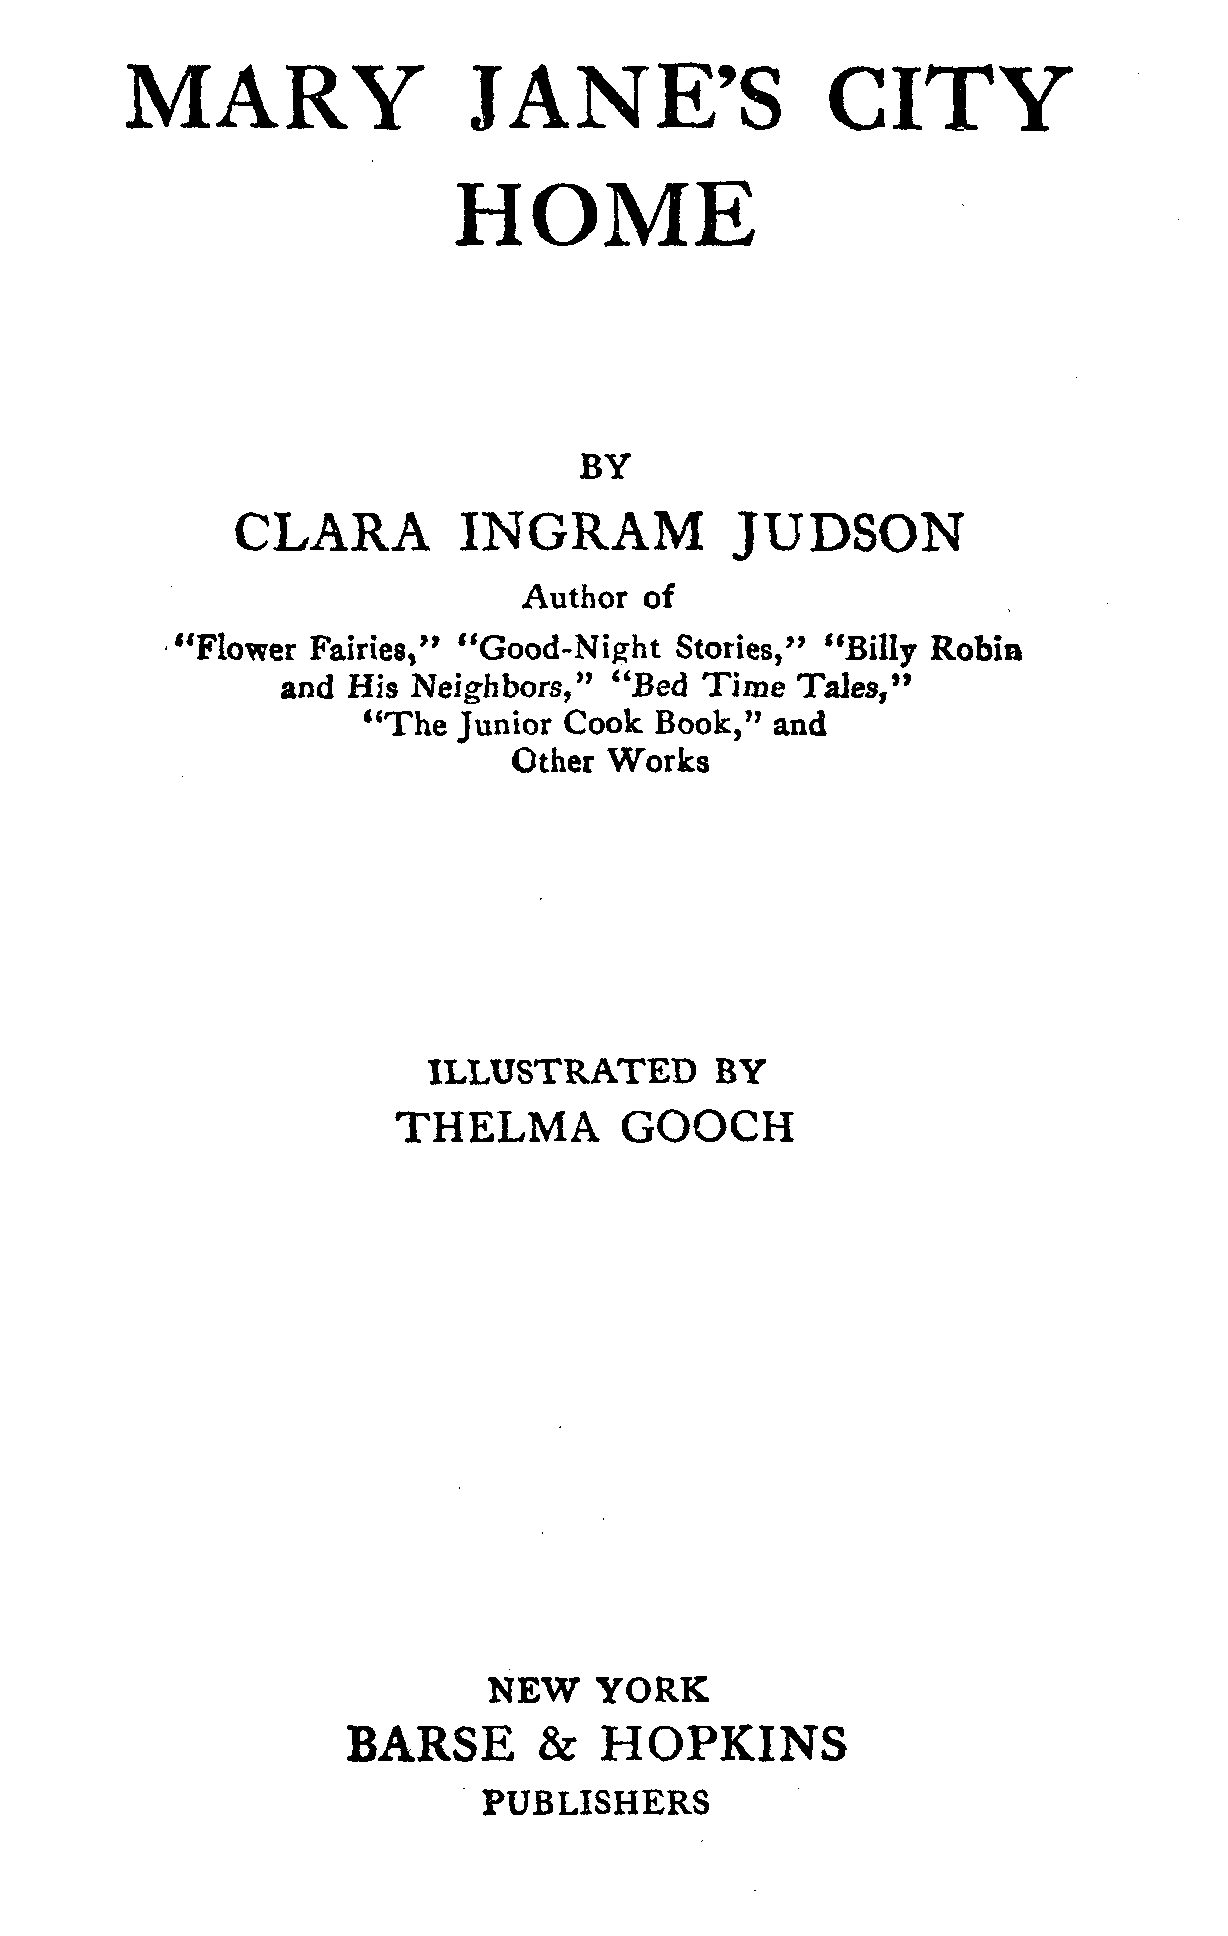 MARY JANE'S CITY
HOME
BY
CLARA INGRAM JUDSON
Author of
“Flower Fairies,” “Good-Night Stories,” “Billy Robin
and His Neighbors,” “Bed Time Tales,”
“The Junior Cook Book,” and
Other Works
ILLUSTRATED BY
THELMA GOOCH
NEW YORK
BARSE & HOPKINS
PUBLISHERS